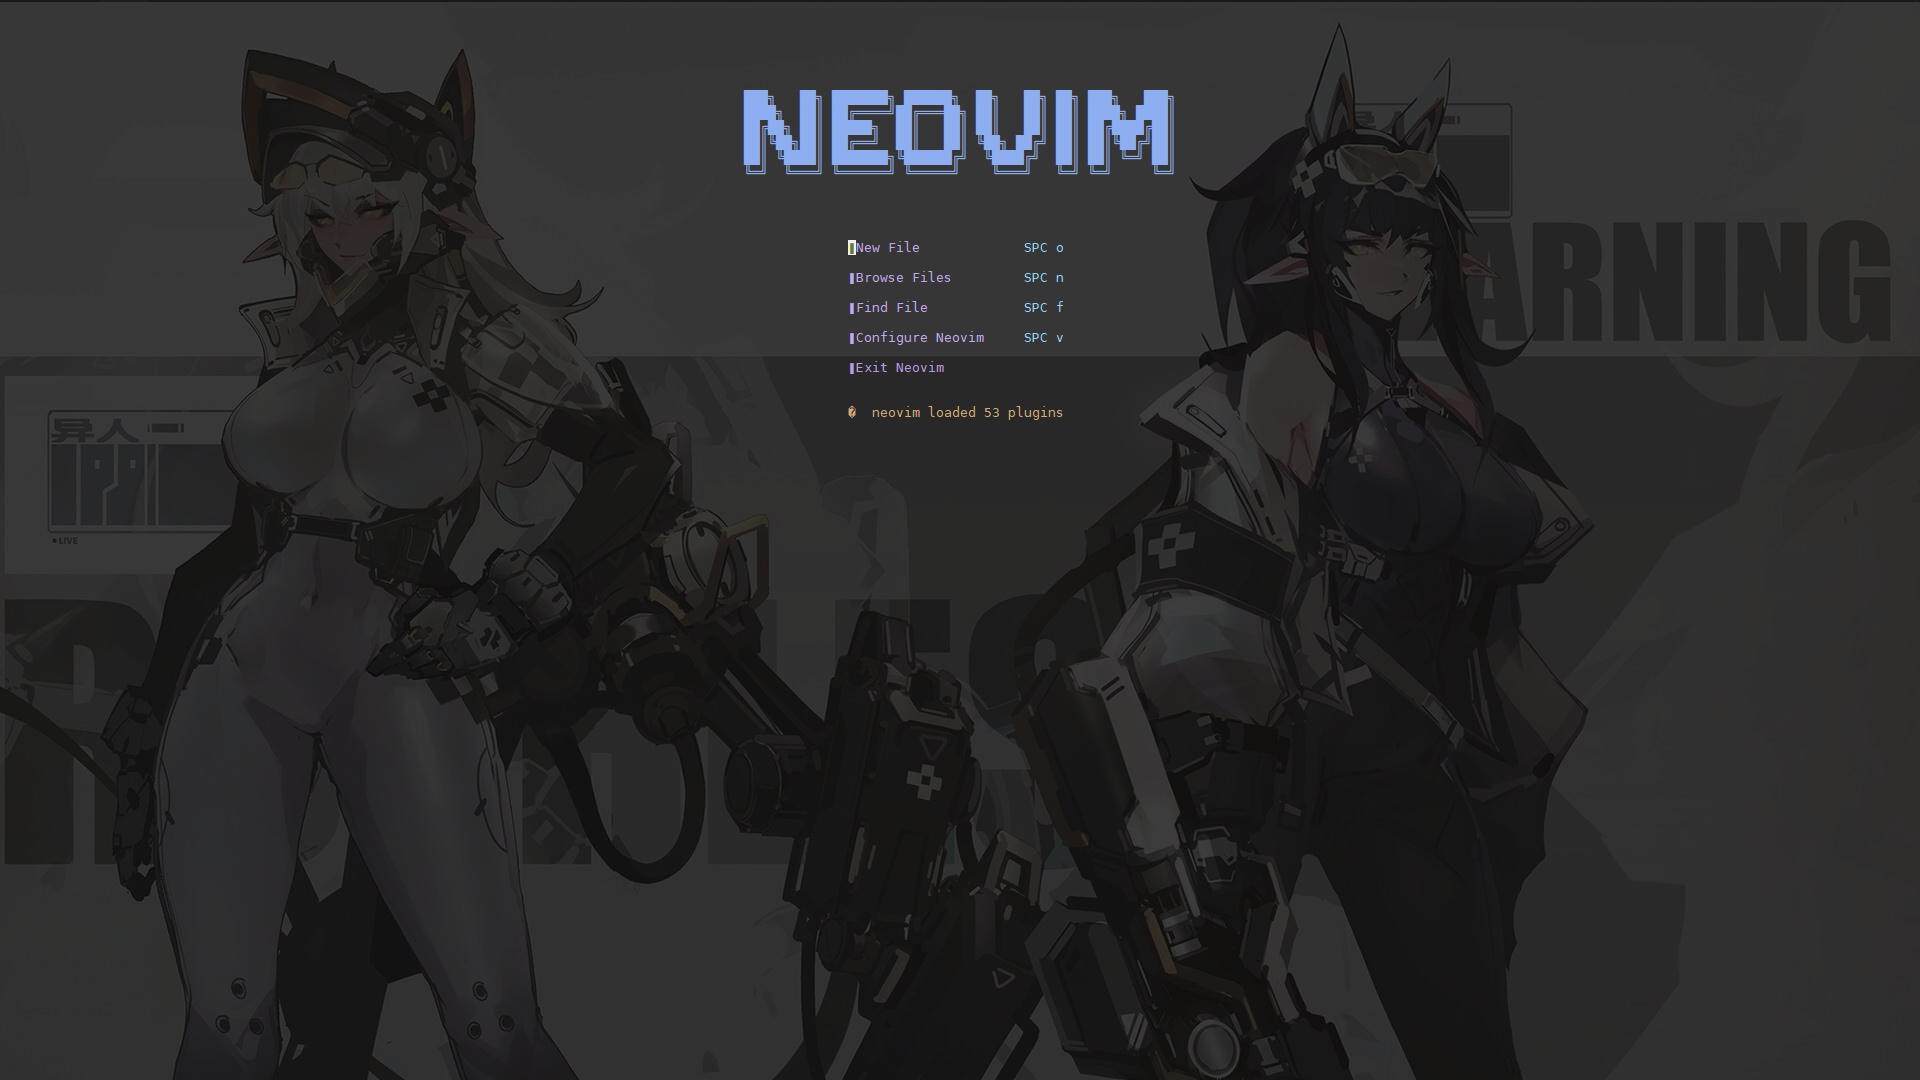 NEOVIM
New File SPC o
Browse Files SPC n
Find File SPC f
Configure Neovim SPC v
Exit Neovim
neovim loaded 53 plugins
ARNING
异人
LIVE